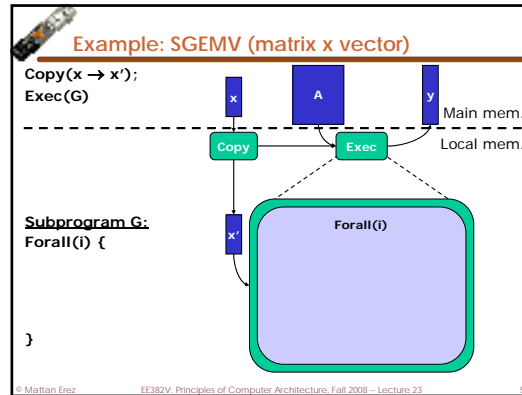 Example: SGEMV (matrix x vector)
Copy(x → x');
Exec(G)
x
A
y
Main mem.
Local mem.
Copy
Exec
Subprogram G:
Forall(i) {
x'
Forall(i)
}
© Mattan Erez
EE382V: Principles of Computer Architecture, Fall 2008 -- Lecture 23